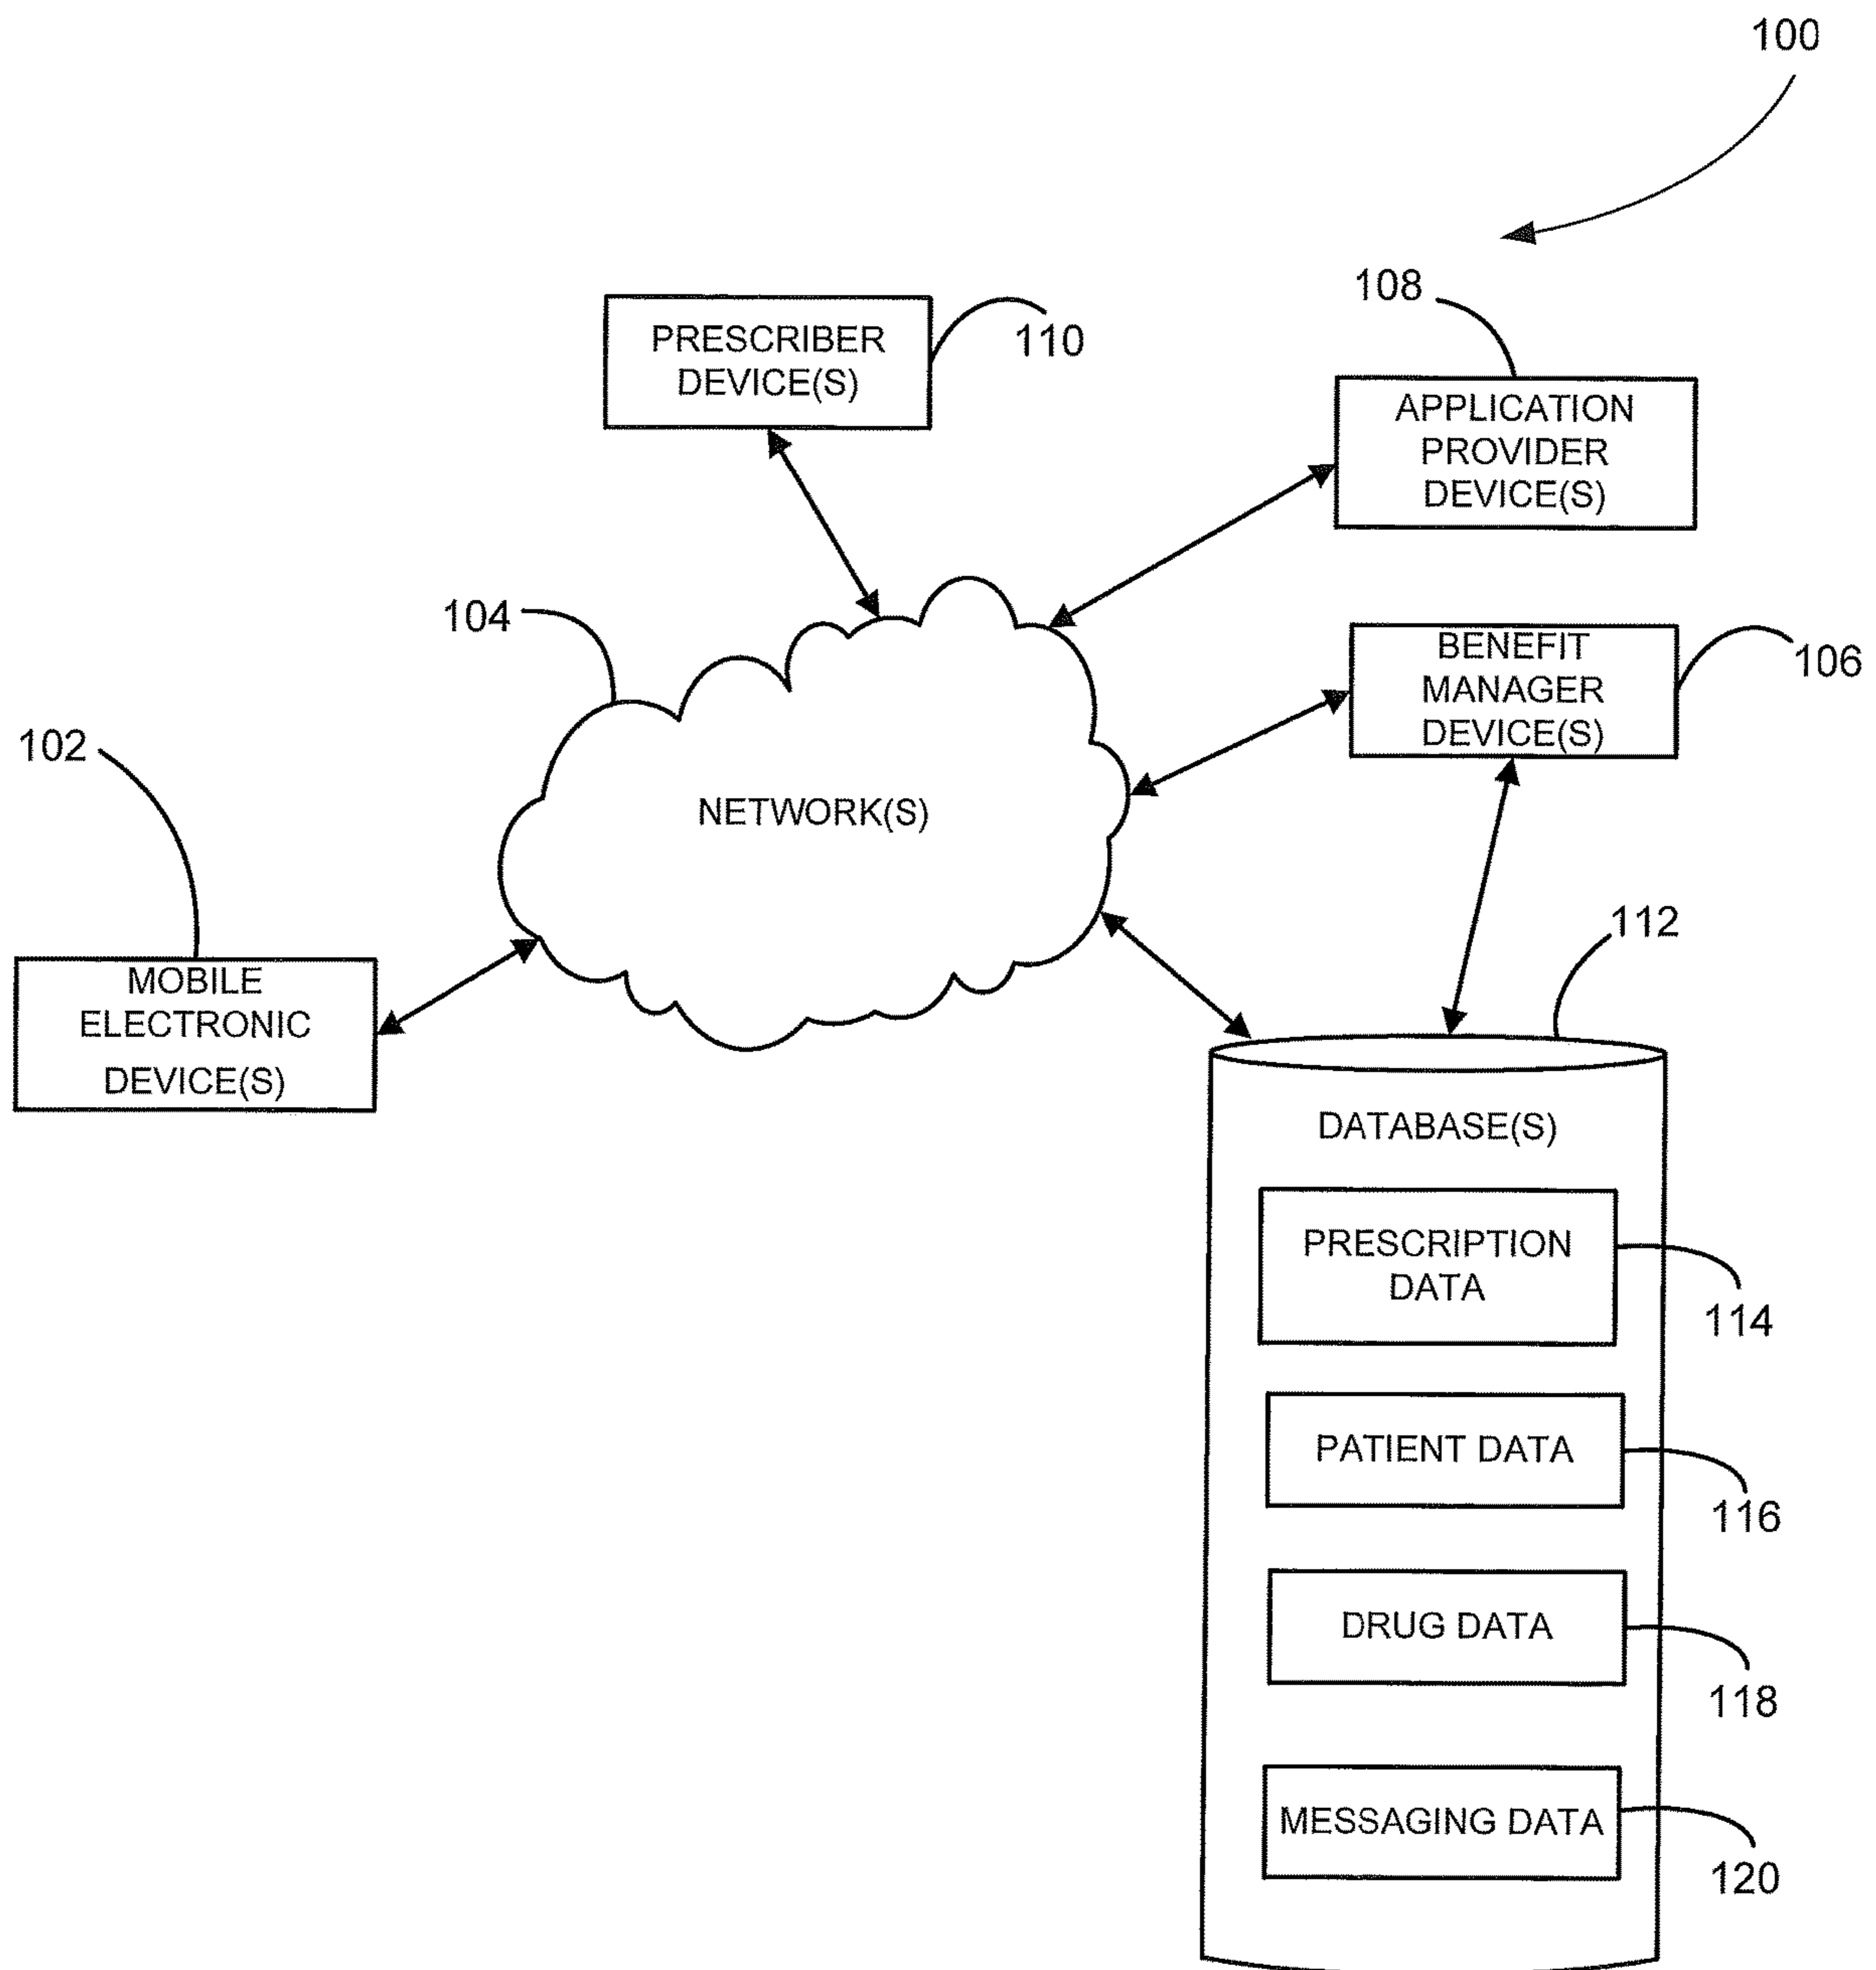 100
108
PRESCRIBER
DEVICE(S)
110
APPLICATION
PROVIDER
DEVICE(S)
104
BENEFIT
MANAGER
DEVICE(S)
106
102
NETWORK(S)
112
MOBILE
ELECTRONIC
DEVICE(S)
DATABASE(S)
PRESCRIPTION
DATA
114
PATIENT DATA
116
DRUG DATA
118
MESSAGING DATA
120